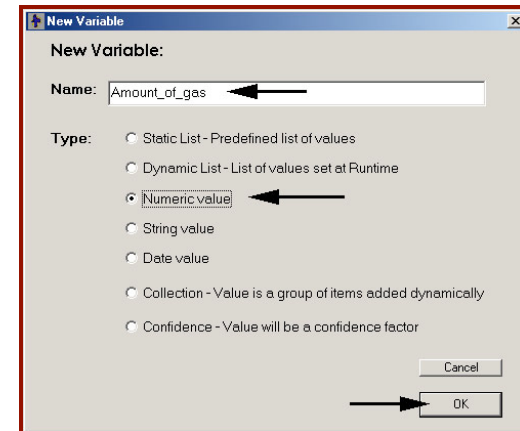 New Variable
New Variable:
Name: Amount_of_gas
Type: Static List - Predefined list of values
Dynamic List - List of values set at Runtime
Numeric value
String value
Date value
Collection - Value is a group of items added dynamically
Confidence - Value will be a confidence factor
Cancel
OK